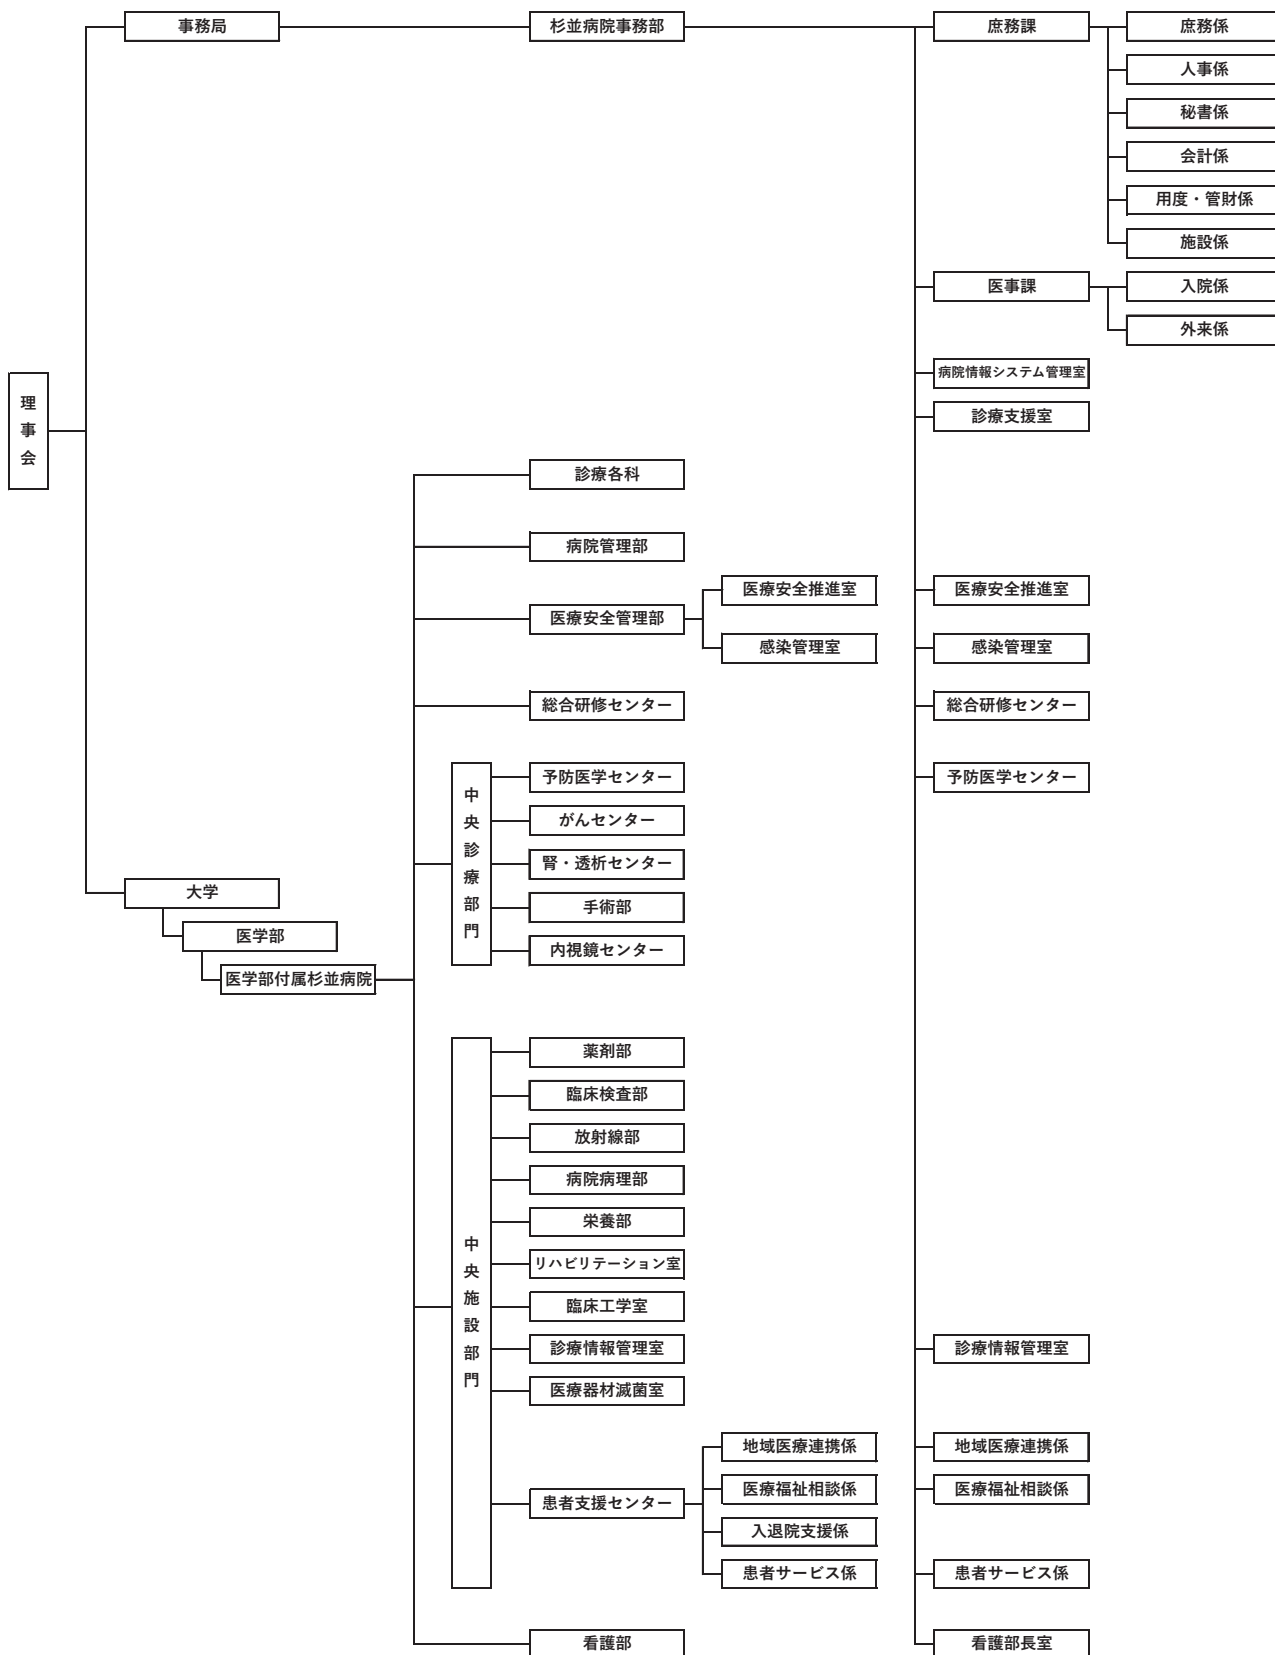 事務局
杉並病院事務部
庶務課
庶務係
人事係
秘書係
会計係
用度・管財係
施設係
医事課
入院係
外来係
病院情報システム管理室
診療支援室
理事会
診療各科
病院管理部
医療安全管理部
医療安全推進室
感染管理室
医療安全推進室
感染管理室
総合研修センター
総合研修センター
中央診療部門
予防医学センター
予防医学センター
がんセンター
腎・透析センター
手術部
内視鏡センター
大学
医学部
医学部付属杉並病院
中央施設部門
薬剤部
臨床検査部
放射線部
病院病理部
栄養部
リハビリテーション室
臨床工学室
診療情報管理室
診療情報管理室
医療器材滅菌室
患者支援センター
地域医療連携係
医療福祉相談係
入退院支援係
患者サービス係
地域医療連携係
医療福祉相談係
患者サービス係
看護部
看護部長室